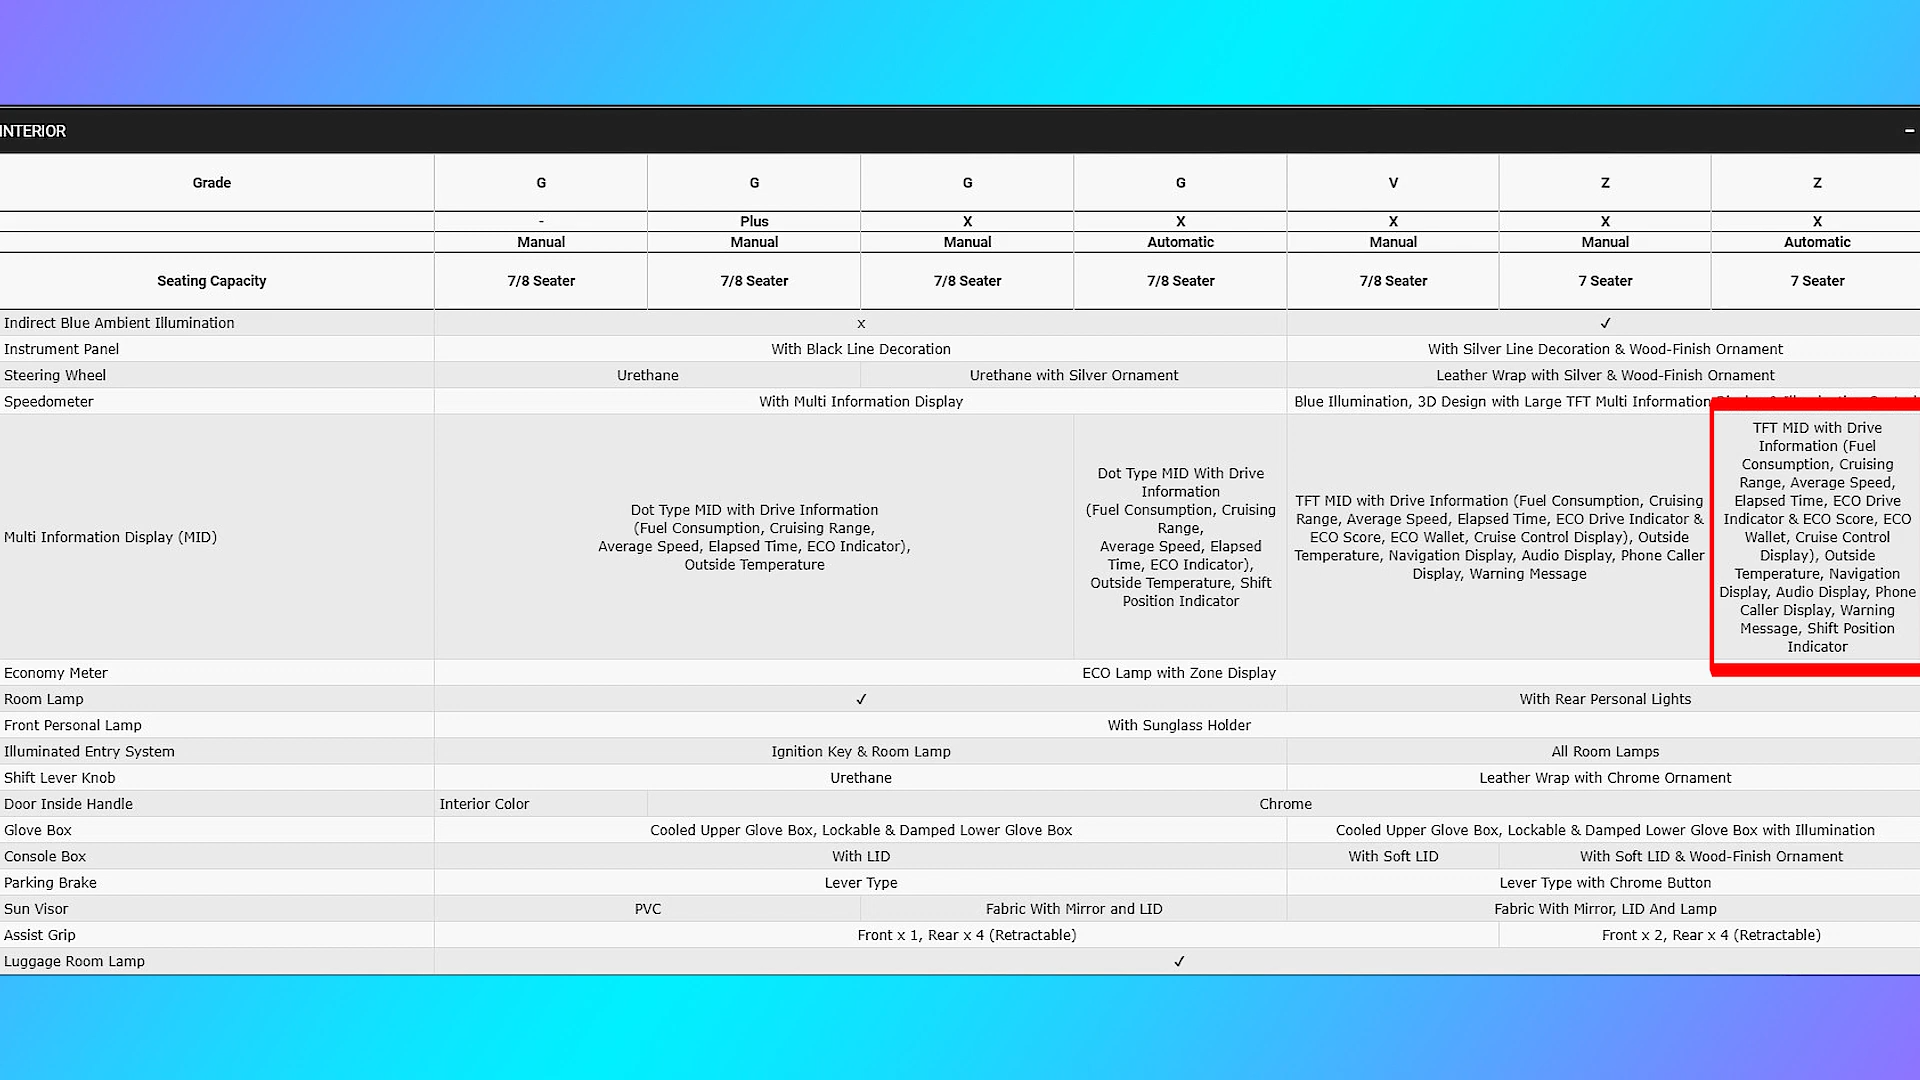 INTERIOR –
Grade G G G G V Z Z
- Plus X X X X X
Manual Manual Manual Automatic Manual Manual Automatic
Seating Capacity 7/8 Seater 7/8 Seater 7/8 Seater 7/8 Seater 7/8 Seater 7 Seater 7 Seater
Indirect Blue Ambient Illumination x ✓
Instrument Panel With Black Line Decoration With Silver Line Decoration & Wood-Finish Ornament
Steering Wheel Urethane Urethane with Silver Ornament Leather Wrap with Silver & Wood-Finish Ornament
Speedometer With Multi Information Display Blue Illumination, 3D Design with Large TFT Multi Information
Multi Information Display (MID)
Dot Type MID with Drive Information
(Fuel Consumption, Cruising Range,
Average Speed, Elapsed Time, ECO Indicator),
Outside Temperature
Dot Type MID With Drive
Information
(Fuel Consumption, Cruising
Range,
Average Speed, Elapsed
Time, ECO Indicator),
Outside Temperature, Shift
Position Indicator
TFT MID with Drive Information (Fuel Consumption, Cruising
Range, Average Speed, Elapsed Time, ECO Drive Indicator &
ECO Score, ECO Wallet, Cruise Control Display), Outside
Temperature, Navigation Display, Audio Display, Phone Caller
Display, Warning Message
TFT MID with Drive
Information (Fuel
Consumption, Cruising
Range, Average Speed,
Elapsed Time, ECO Drive
Indicator & ECO Score, ECO
Wallet, Cruise Control
Display), Outside
Temperature, Navigation
Display, Audio Display, Phone
Caller Display, Warning
Message, Shift Position
Indicator
Economy Meter ECO Lamp with Zone Display
Room Lamp ✓ With Rear Personal Lights
Front Personal Lamp With Sunglass Holder
Illuminated Entry System Ignition Key & Room Lamp All Room Lamps
Shift Lever Knob Urethane Leather Wrap with Chrome Ornament
Door Inside Handle Interior Color Chrome
Glove Box Cooled Upper Glove Box, Lockable & Damped Lower Glove Box Cooled Upper Glove Box, Lockable & Damped Lower Glove Box with Illumination
Console Box With LID With Soft LID With Soft LID & Wood-Finish Ornament
Parking Brake Lever Type Lever Type with Chrome Button
Sun Visor PVC Fabric With Mirror and LID Fabric With Mirror, LID And Lamp
Assist Grip Front x 1, Rear x 4 (Retractable) Front x 2, Rear x 4 (Retractable)
Luggage Room Lamp ✓